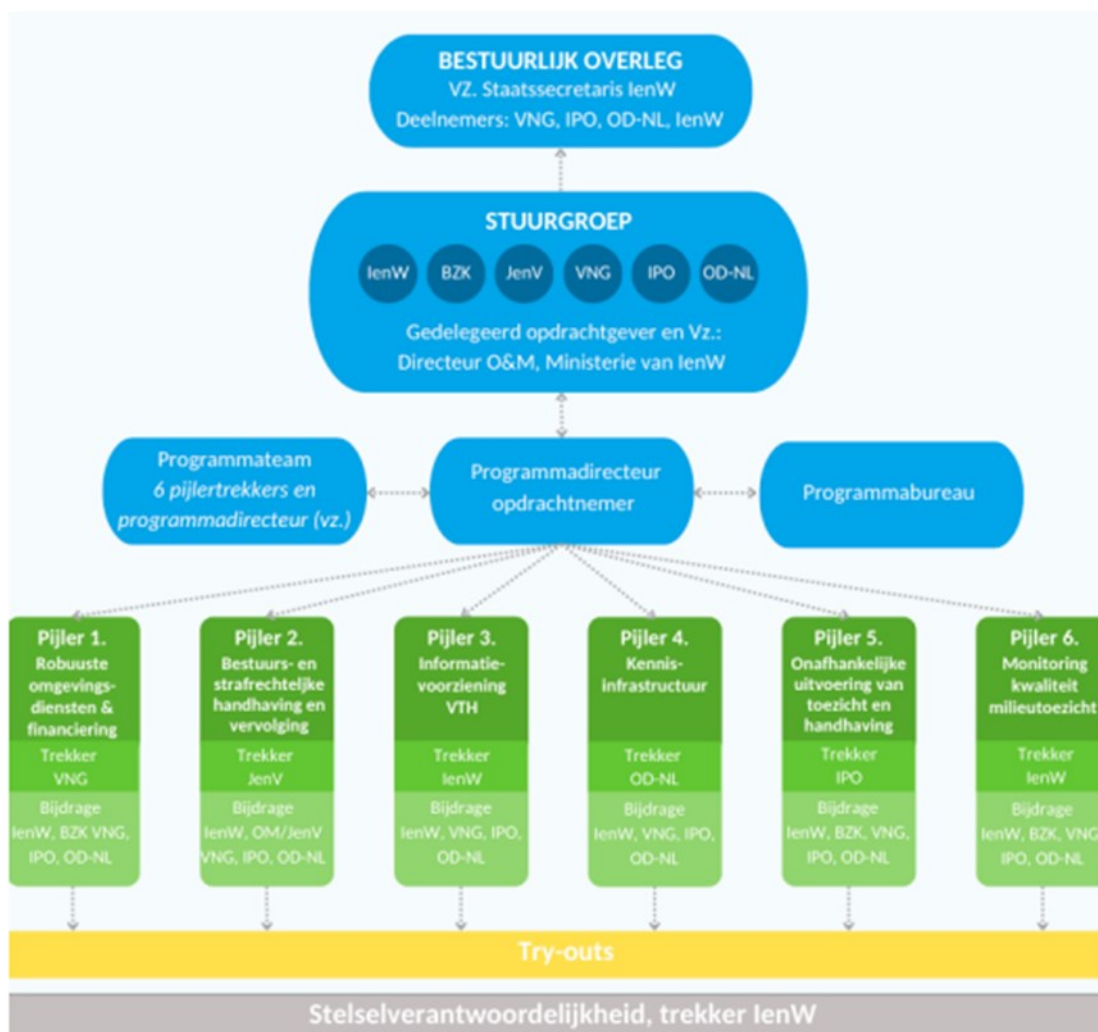 BESTUURLIJK OVERLEG
VZ. Staatssecretaris IenW
Deelnemers: VNG, IPO, OD-NL, IenW
STUURGROEP
IenW
BZK
JenV
VNG
IPO
OD-NL
Gedelegeerd opdrachtgever en Vz.:
Directeur O&M, Ministerie van IenW
Programmateam
6 pijlertrekkers en
programmadirecteur (vz.)
Programmadirecteur
opdrachtnemer
Programmabureau
Pijler 1.
Robuuste
omgevings-
diensten &
financiering
Trekker
VNG
Bijdrage
IenW, BZK VNG,
IPO, OD-NL
Pijler 2.
Bestuurs- en
strafrechtelijke
handhaving en
vervolging
Trekker
JenV
Bijdrage
IenW, OM/JenV
VNG, IPO, OD-NL
Pijler 3.
Informatie-
voorziening
VTH
Trekker
IenW
Bijdrage
IenW, VNG, IPO,
OD-NL
Pijler 4.
Kennis-
infrastructuur
Trekker
OD-NL
Bijdrage
IenW, VNG, IPO,
OD-NL
Pijler 5.
Onafhankelijke
uitvoering van
toezicht en
handhaving
Trekker
IPO
Bijdrage
IenW, BZK, VNG,
IPO, OD-NL
Pijler 6.
Monitoring
kwaliteit
milieutoezicht
Trekker
IenW
Bijdrage
IenW, BZK, VNG
IPO, OD-NL
Try-outs
Stelselverantwoordelijkheid, trekker IenW